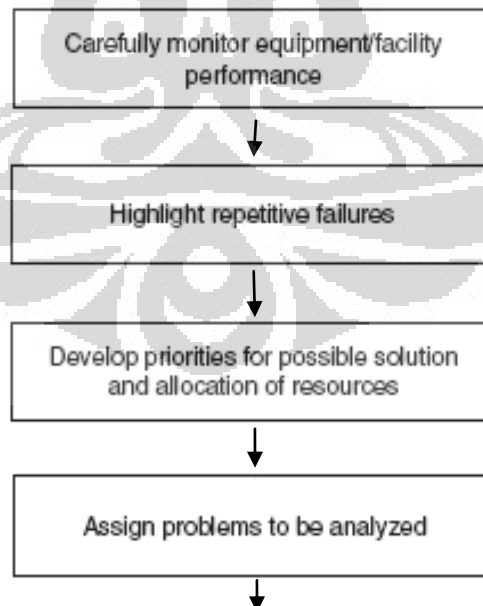 Carefully monitor equipment/facility
performance
Highlight repetitive failures
Develop priorities for possible solution
and allocation of resources
Assign problems to be analyzed